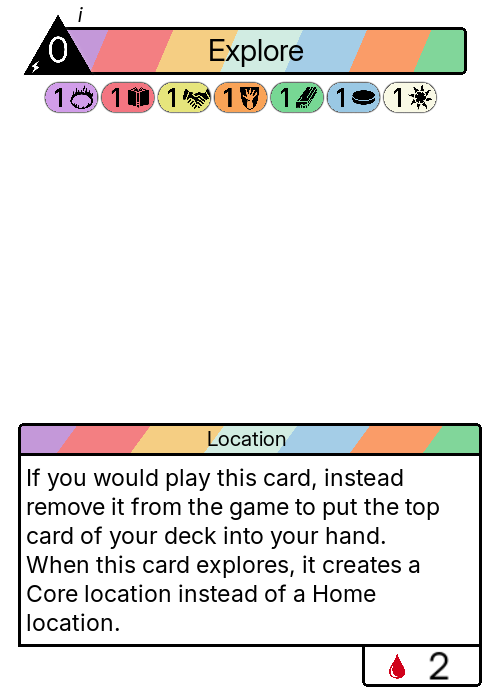 i
0
Explore
1 1 1 1 1 1 1
Location
If you would play this card, instead
remove it from the game to put the top
card of your deck into your hand.
When this card explores, it creates a
Core location instead of a Home
location.
2